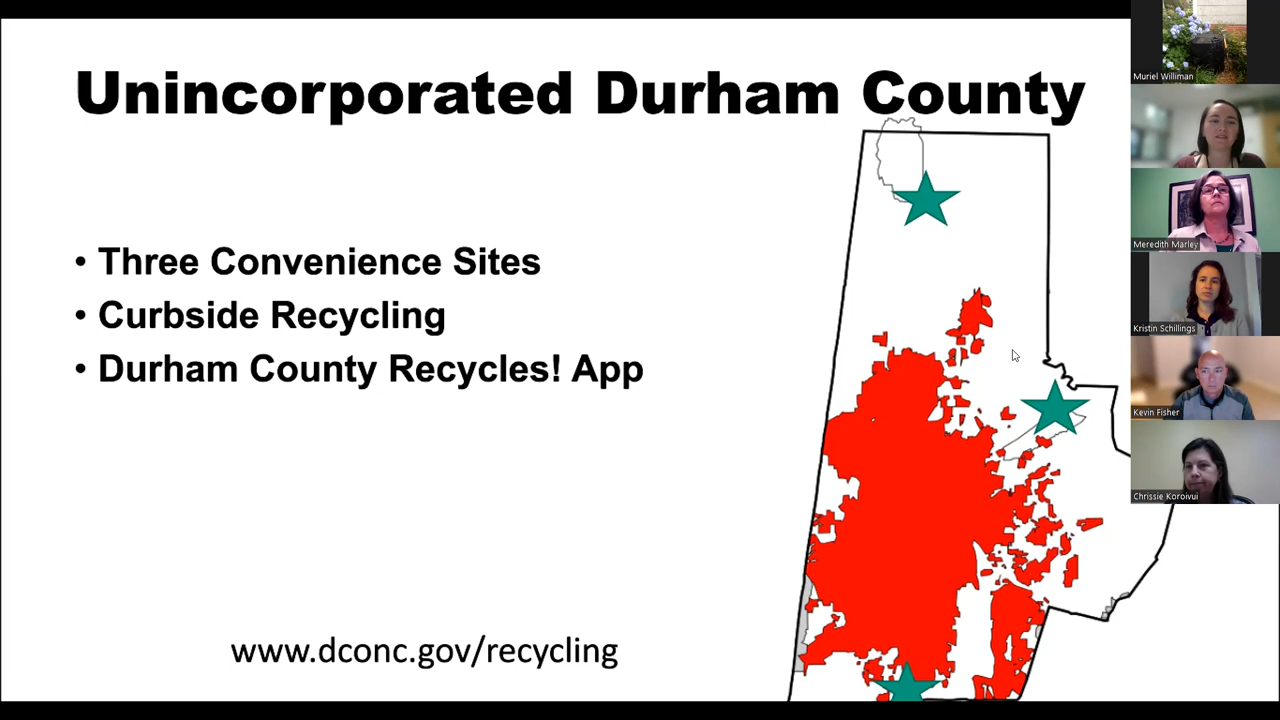 Unincorporated Durham County
• Three Convenience Sites
• Curbside Recycling
• Durham County Recycles! App
www.dconc.gov/recycling
Muriel Williman
Meredith Marley
Kristin Schillings
Kevin Fisher
Chrissie Koroivui